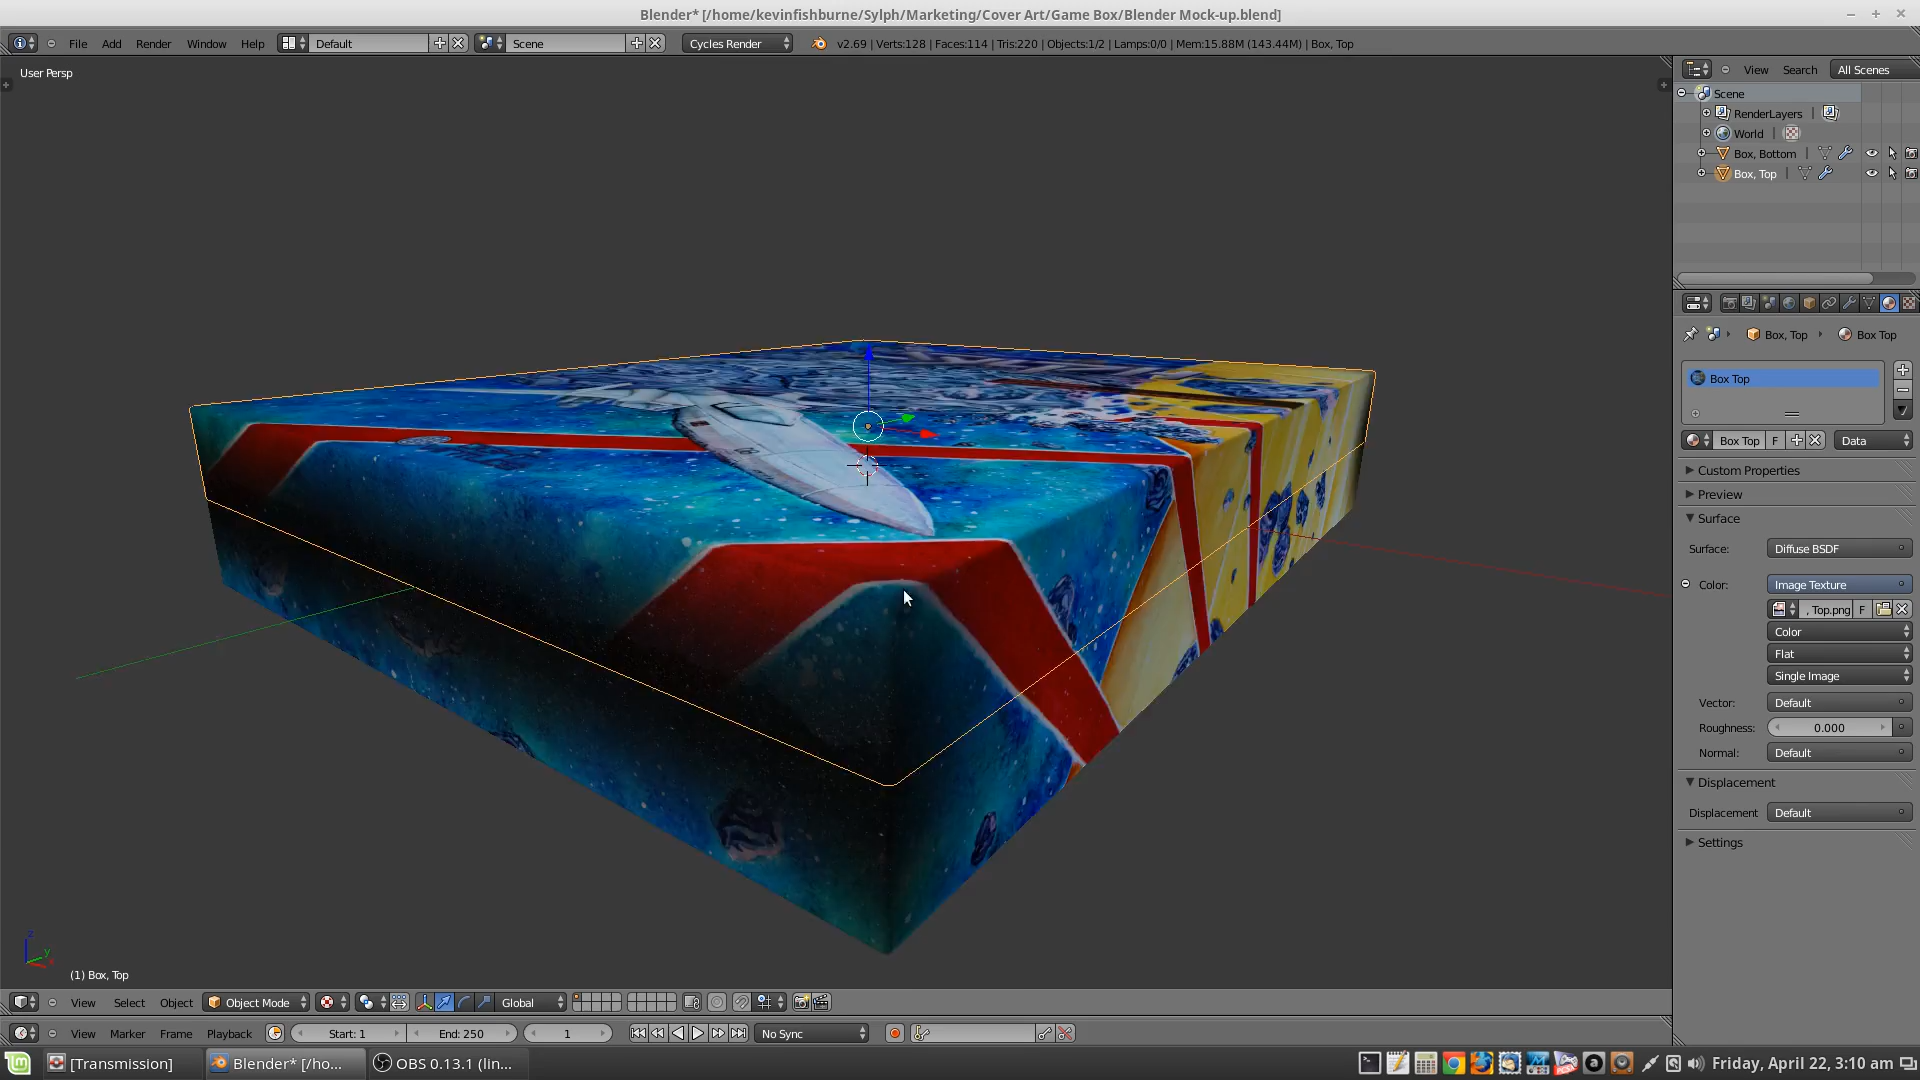 Blender* [/home/kevinfishburne/Sylph/Marketing/Cover Art/Game Box/Blender Mock-up.blend]
File Add Render Window Help Default Scene Cycles Render v2.69 | Verts:128 | Faces:114 | Tris:220 | Objects:1/2 | Lamps:0/0 | Mem:15.88M (143.44M) | Box, Top
User Persp
View Search All Scenes
Scene
RenderLayers
World
Box, Bottom
Box, Top
Box, Top Box Top
Box Top
Box Top F Data
Custom Properties
Preview
Surface
Surface: Diffuse BSDF
Color: Image Texture
, Top.png F
Color
Flat
Single Image
Vector: Default
Roughness: 0.000
Normal: Default
Displacement
Displacement Default
Settings
z
y
(1) Box, Top
View Select Object Object Mode Global
View Marker Frame Playback Start: 1 End: 250 1 No Sync
[Transmission] Blender* [/ho... OBS 0.13.1 (lin... Friday, April 22, 3:10 am